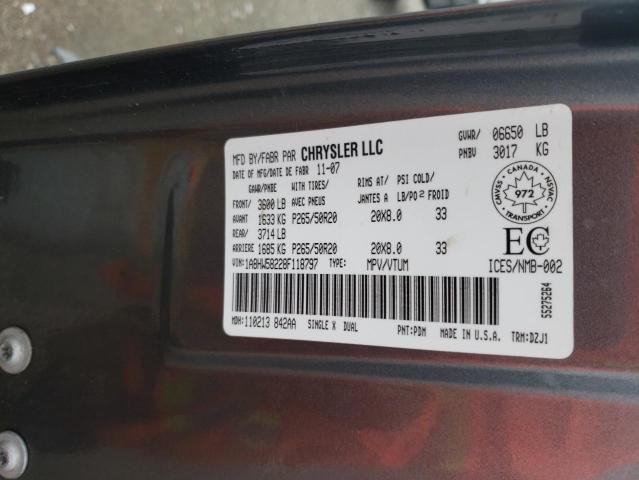 MFD BY/FABR PAR CHRYSLER LLC
DATE OF MFG/DATE DE FABR 11-07
GVWR/ 06650 LB
PNBV 3017 KG
GAWR/PNBE WITH TIRES/ RIMS AT/ PSI COLD/
FRONT/ 3600 LB AVEC PNEUS JANTES A LB/PO2 FROID
AVANT 1633 KG P265/50R20 20X8.0 33
REAR/ 3714 LB
ARRIERE 1685 KG P265/50R20 20X8.0 33
VIN: 1A8HW58228F118797 TYPE: MPV/VTUM
CANADA
CMVSS 972 NSVAC
TRANSPORT
EC
ICES/NMB-002
55275264
MDH: 110213 842AA SINGLE X DUAL PNT:PDM MADE IN U.S.A. TRM:DZJ1